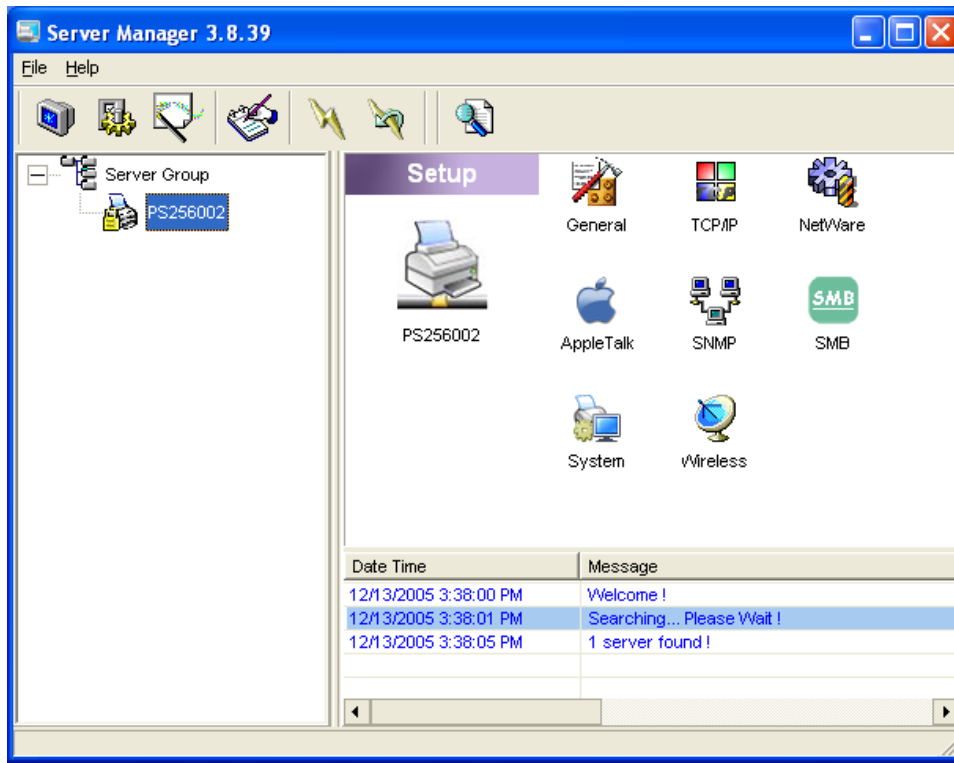 Server Manager 3.8.39
File Help
Server Group
PS256002
Setup
PS256002
General TCP/IP NetWare
AppleTalk SNMP SMB SMB
System Wireless
Date Time Message
12/13/2005 3:38:00 PM Welcome !
12/13/2005 3:38:01 PM Searching... Please Wait !
12/13/2005 3:38:05 PM 1 server found !